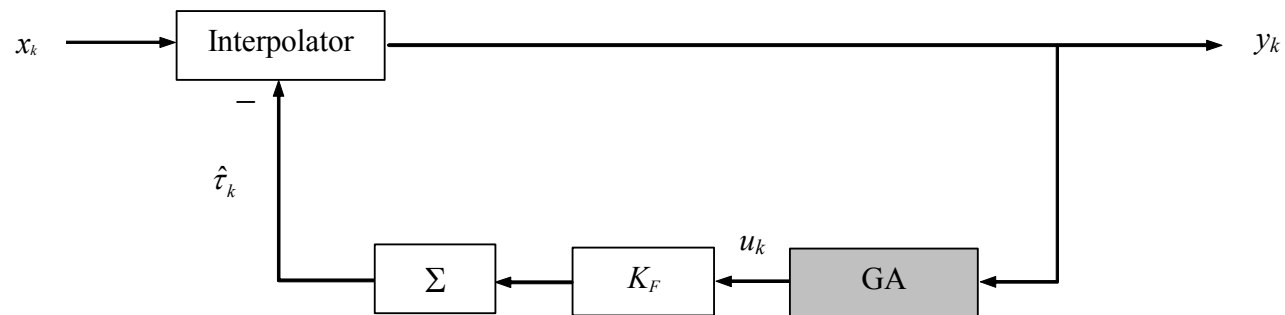 x_k
Interpolator
y_k
−
τ̂_k
u_k
Σ
K_F
GA